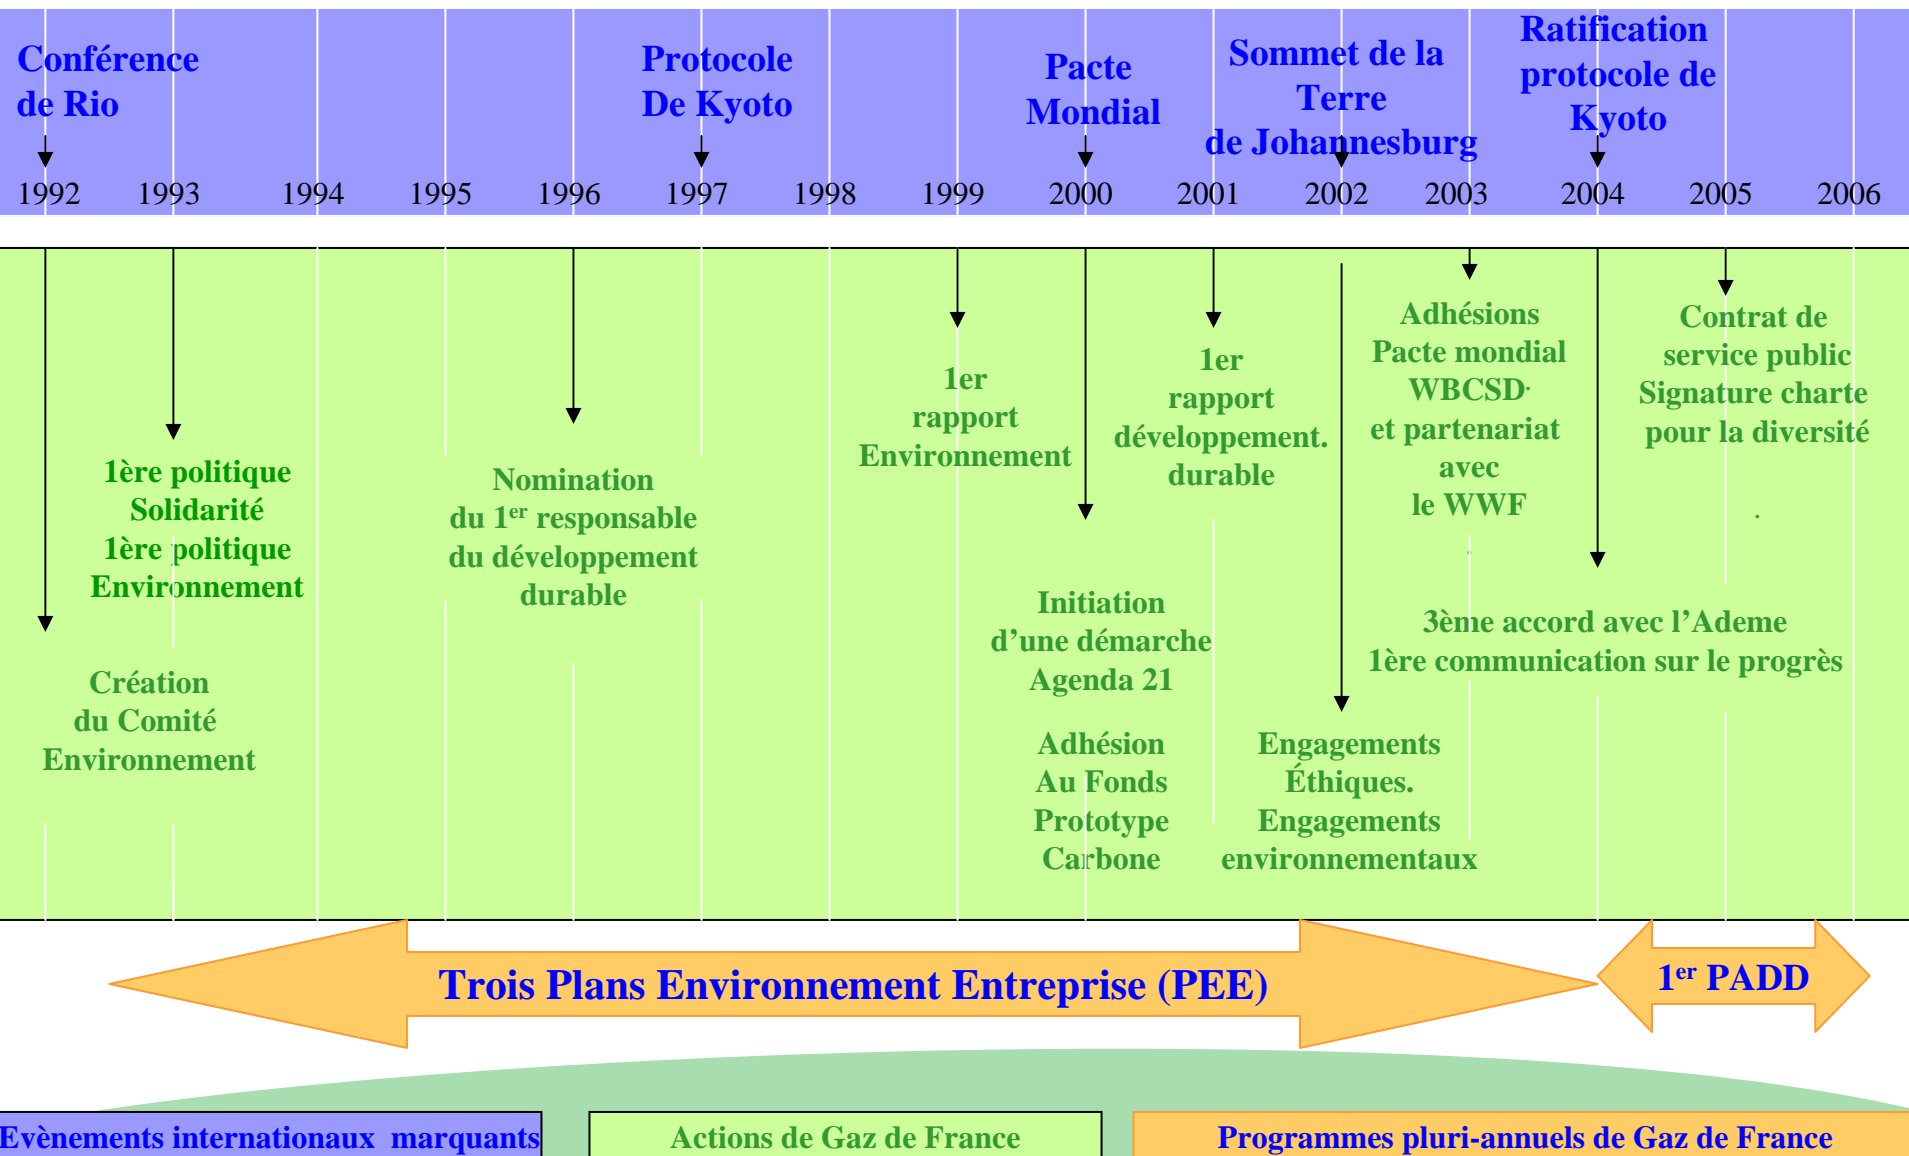 Conférence
de Rio
Protocole
De Kyoto
Pacte
Mondial
Sommet de la
Terre
de Johannesburg
Ratification
protocole de
Kyoto
1992 1993 1994 1995 1996 1997 1998 1999 2000 2001 2002 2003 2004 2005 2006
Création
du Comité
Environnement
1ère politique
Solidarité
1ère politique
Environnement
Nomination
du 1er responsable
du développement
durable
1er
rapport
Environnement
Initiation
d’une démarche
Agenda 21
Adhésion
Au Fonds
Prototype
Carbone
1er
rapport
développement.
durable
Engagements
Éthiques.
Engagements
environnementaux
Adhésions
Pacte mondial
WBCSD.
et partenariat
avec
le WWF
3ème accord avec l’Ademe
1ère communication sur le progrès
Contrat de
service public
Signature charte
pour la diversité
.
Trois Plans Environnement Entreprise (PEE)
1er PADD
Evènements internationaux marquants
Actions de Gaz de France
Programmes pluri-annuels de Gaz de France